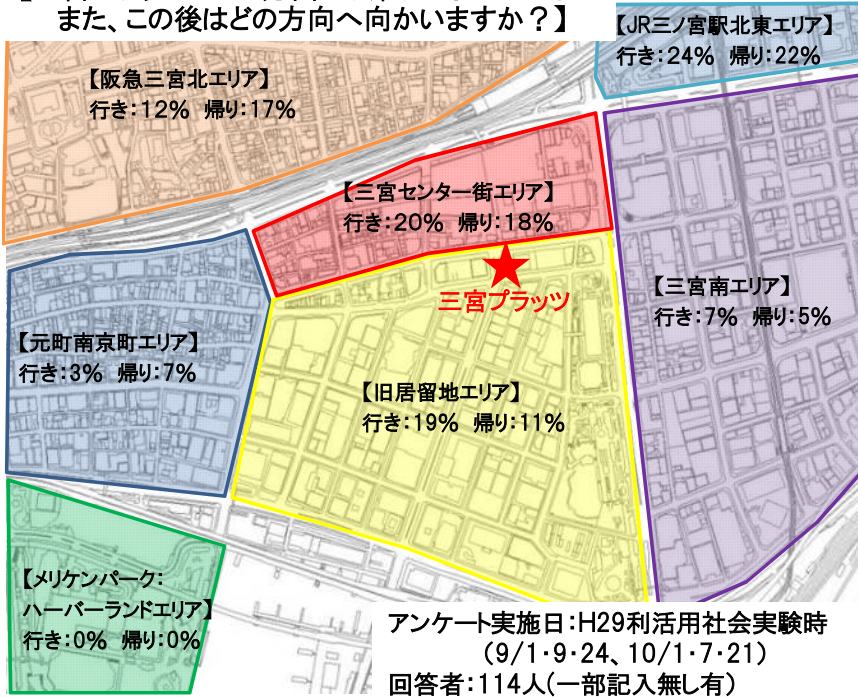 また、この後はどの方向へ向かいますか？】
【JR三ノ宮駅北東エリア】
行き：24%　帰り：22%
【阪急三宮北エリア】
行き：12%　帰り：17%
【三宮センター街エリア】
行き：20%　帰り：18%
三宮プラッツ
【三宮南エリア】
行き：7%　帰り：5%
【元町南京町エリア】
行き：3%　帰り：7%
【旧居留地エリア】
行き：19%　帰り：11%
【メリケンパーク：
ハーバーランドエリア】
行き：0%　帰り：0%
アンケート実施日：H29利活用社会実験時
（9/1・9・24、10/1・7・21）
回答者：114人（一部記入無し有）